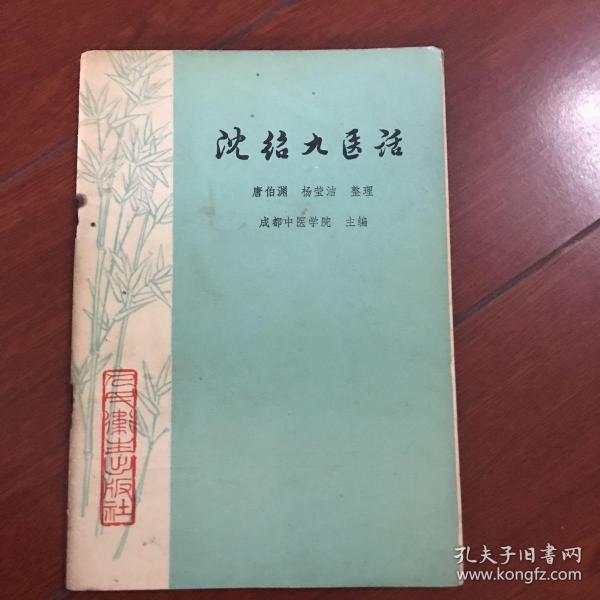 沈绍九医话
唐伯渊 杨莹洁 整理
成都中医学院 主编
人民卫生出版社
孔夫子旧书网
www.kongfz.com